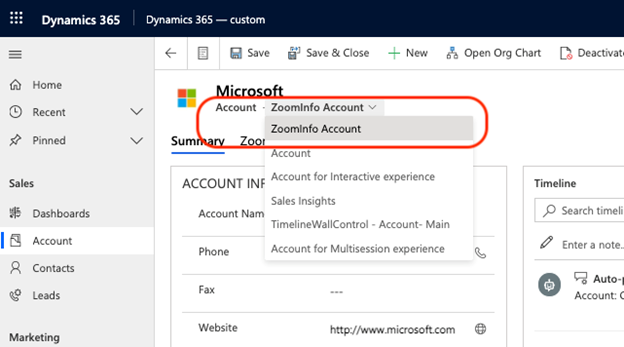 Dynamics 365 Dynamics 365 — custom
Save Save & Close New Open Org Chart Deactivate
Home
Microsoft
Recent
Account · ZoomInfo Account
Pinned
ZoomInfo Account
Summary Zoo
Account
Account for Interactive experience
Sales Insights
TimelineWallControl - Account- Main
Account for Multisession experience
Sales
Dashboards
Account
Contacts
Leads
Marketing
ACCOUNT INF
Account Name
Phone
Fax ---
Website http://www.microsoft.com
Timeline
Search timeli
Enter a note..
Auto-p
Account: C